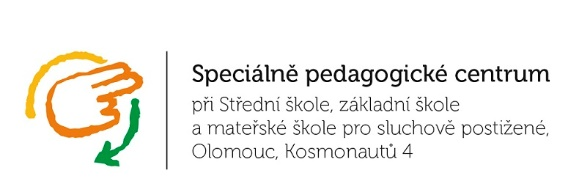 Speciálně pedagogické centrum
při Střední škole, základní škole
a mateřské škole pro sluchově postižené,
Olomouc, Kosmonautů 4